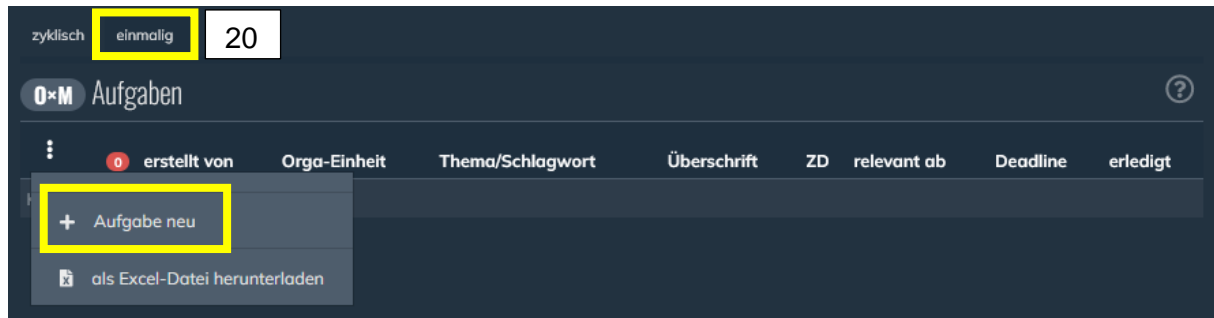 zyklisch einmalig 20
O×M Aufgaben ?
0 erstellt von Orga-Einheit Thema/Schlagwort Überschrift ZD relevant ab Deadline erledigt
+ Aufgabe neu
als Excel-Datei herunterladen